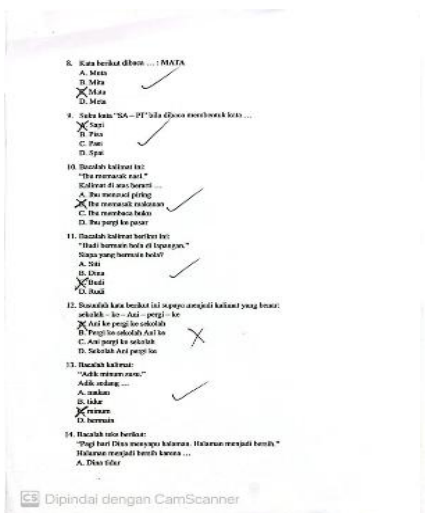 8. Kata berikut dibaca ... : MATA
A. Meta
B. Mita
C. Mata
D. Meta
9. Suku kata "SA – PI" bila dibaca membentuk kata ...
A. Sapi
B. Pisa
C. Pasi
D. Spai
10. Bacalah kalimat ini:
"Ibu memasak nasi."
Kalimat di atas berarti ...
A. Ibu mencuci piring
B. Ibu memasak makanan
C. Ibu membaca buku
D. Ibu pergi ke pasar
11. Bacalah kalimat berikut ini:
"Budi bermain bola di lapangan."
Siapa yang bermain bola?
A. Siti
B. Dina
C. Budi
D. Rudi
12. Susunlah kata berikut ini supaya menjadi kalimat yang benar:
sekolah – ke – Ani – pergi – ke
A. Ani ke pergi ke sekolah
B. Pergi ke sekolah Ani ke
C. Ani pergi ke sekolah
D. Sekolah Ani pergi ke
13. Bacalah kalimat:
"Adik minum susu."
Adik sedang ....
A. makan
B. tidur
C. minum
D. bermain
14. Bacalah teks berikut:
"Pagi hari Dina menyapu halaman. Halaman menjadi bersih."
Halaman menjadi bersih karena ...
A. Dina tidur
CS Dipindai dengan CamScanner